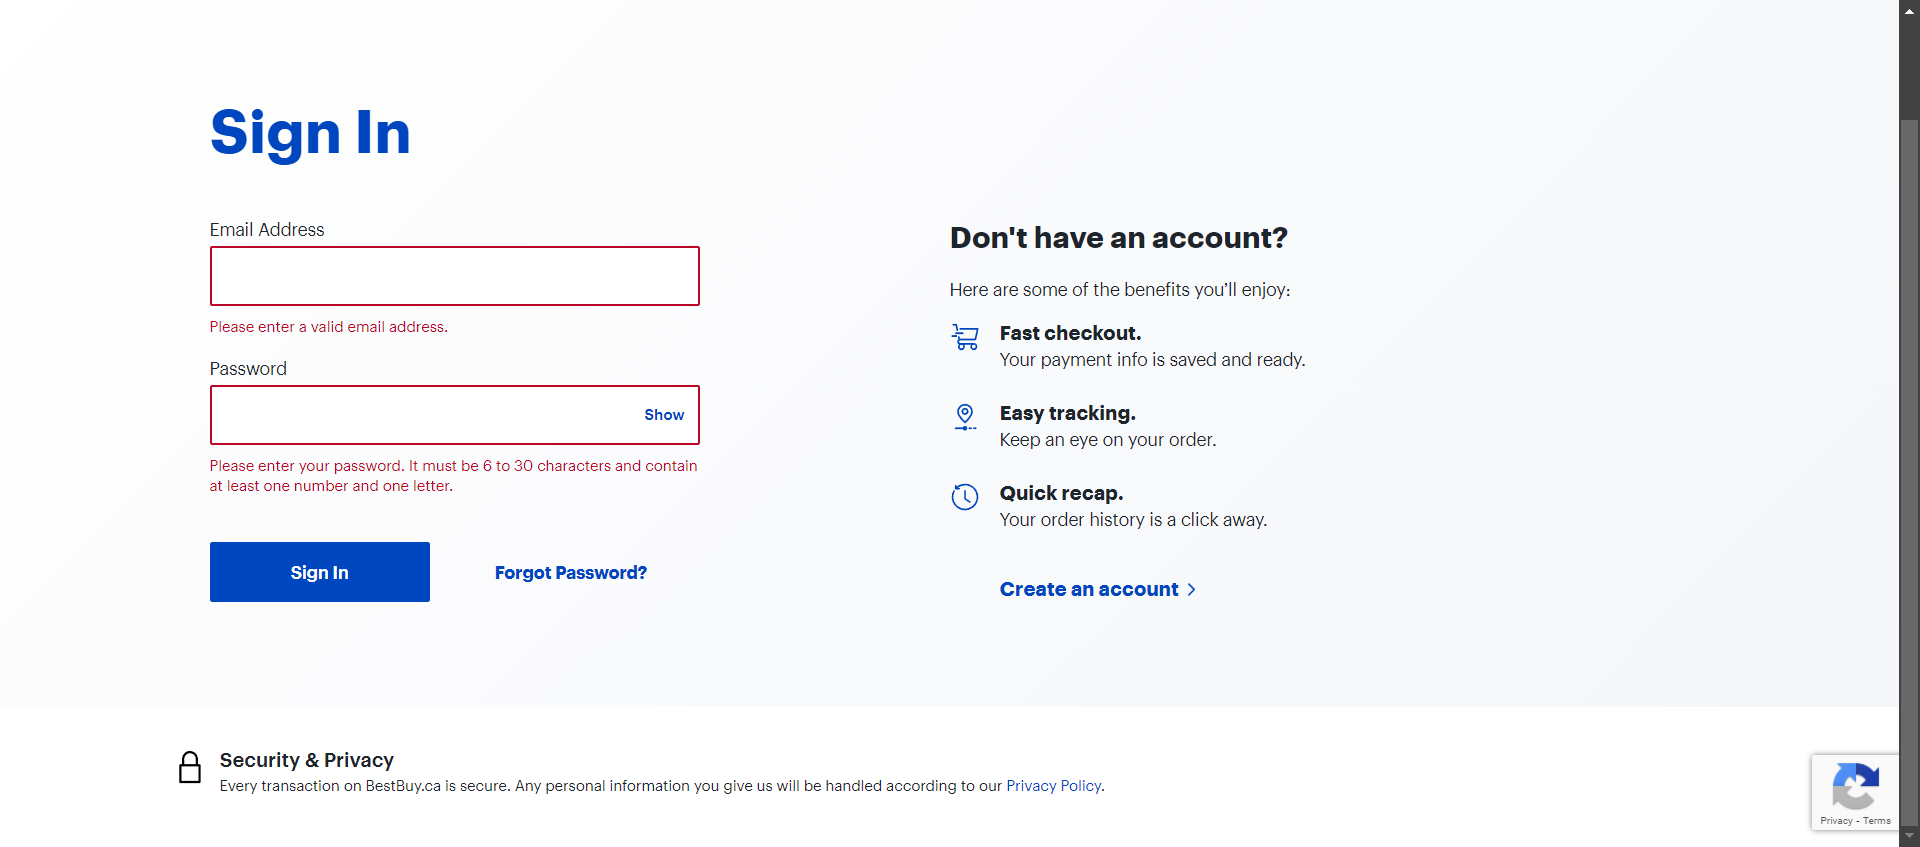 Sign In
Email Address
Please enter a valid email address.
Password
Show
Please enter your password. It must be 6 to 30 characters and contain
at least one number and one letter.
Sign In
Forgot Password?
Don't have an account?
Here are some of the benefits you’ll enjoy:
Fast checkout.
Your payment info is saved and ready.
Easy tracking.
Keep an eye on your order.
Quick recap.
Your order history is a click away.
Create an account
Security & Privacy
Every transaction on BestBuy.ca is secure. Any personal information you give us will be handled according to our Privacy Policy.
Privacy - Terms